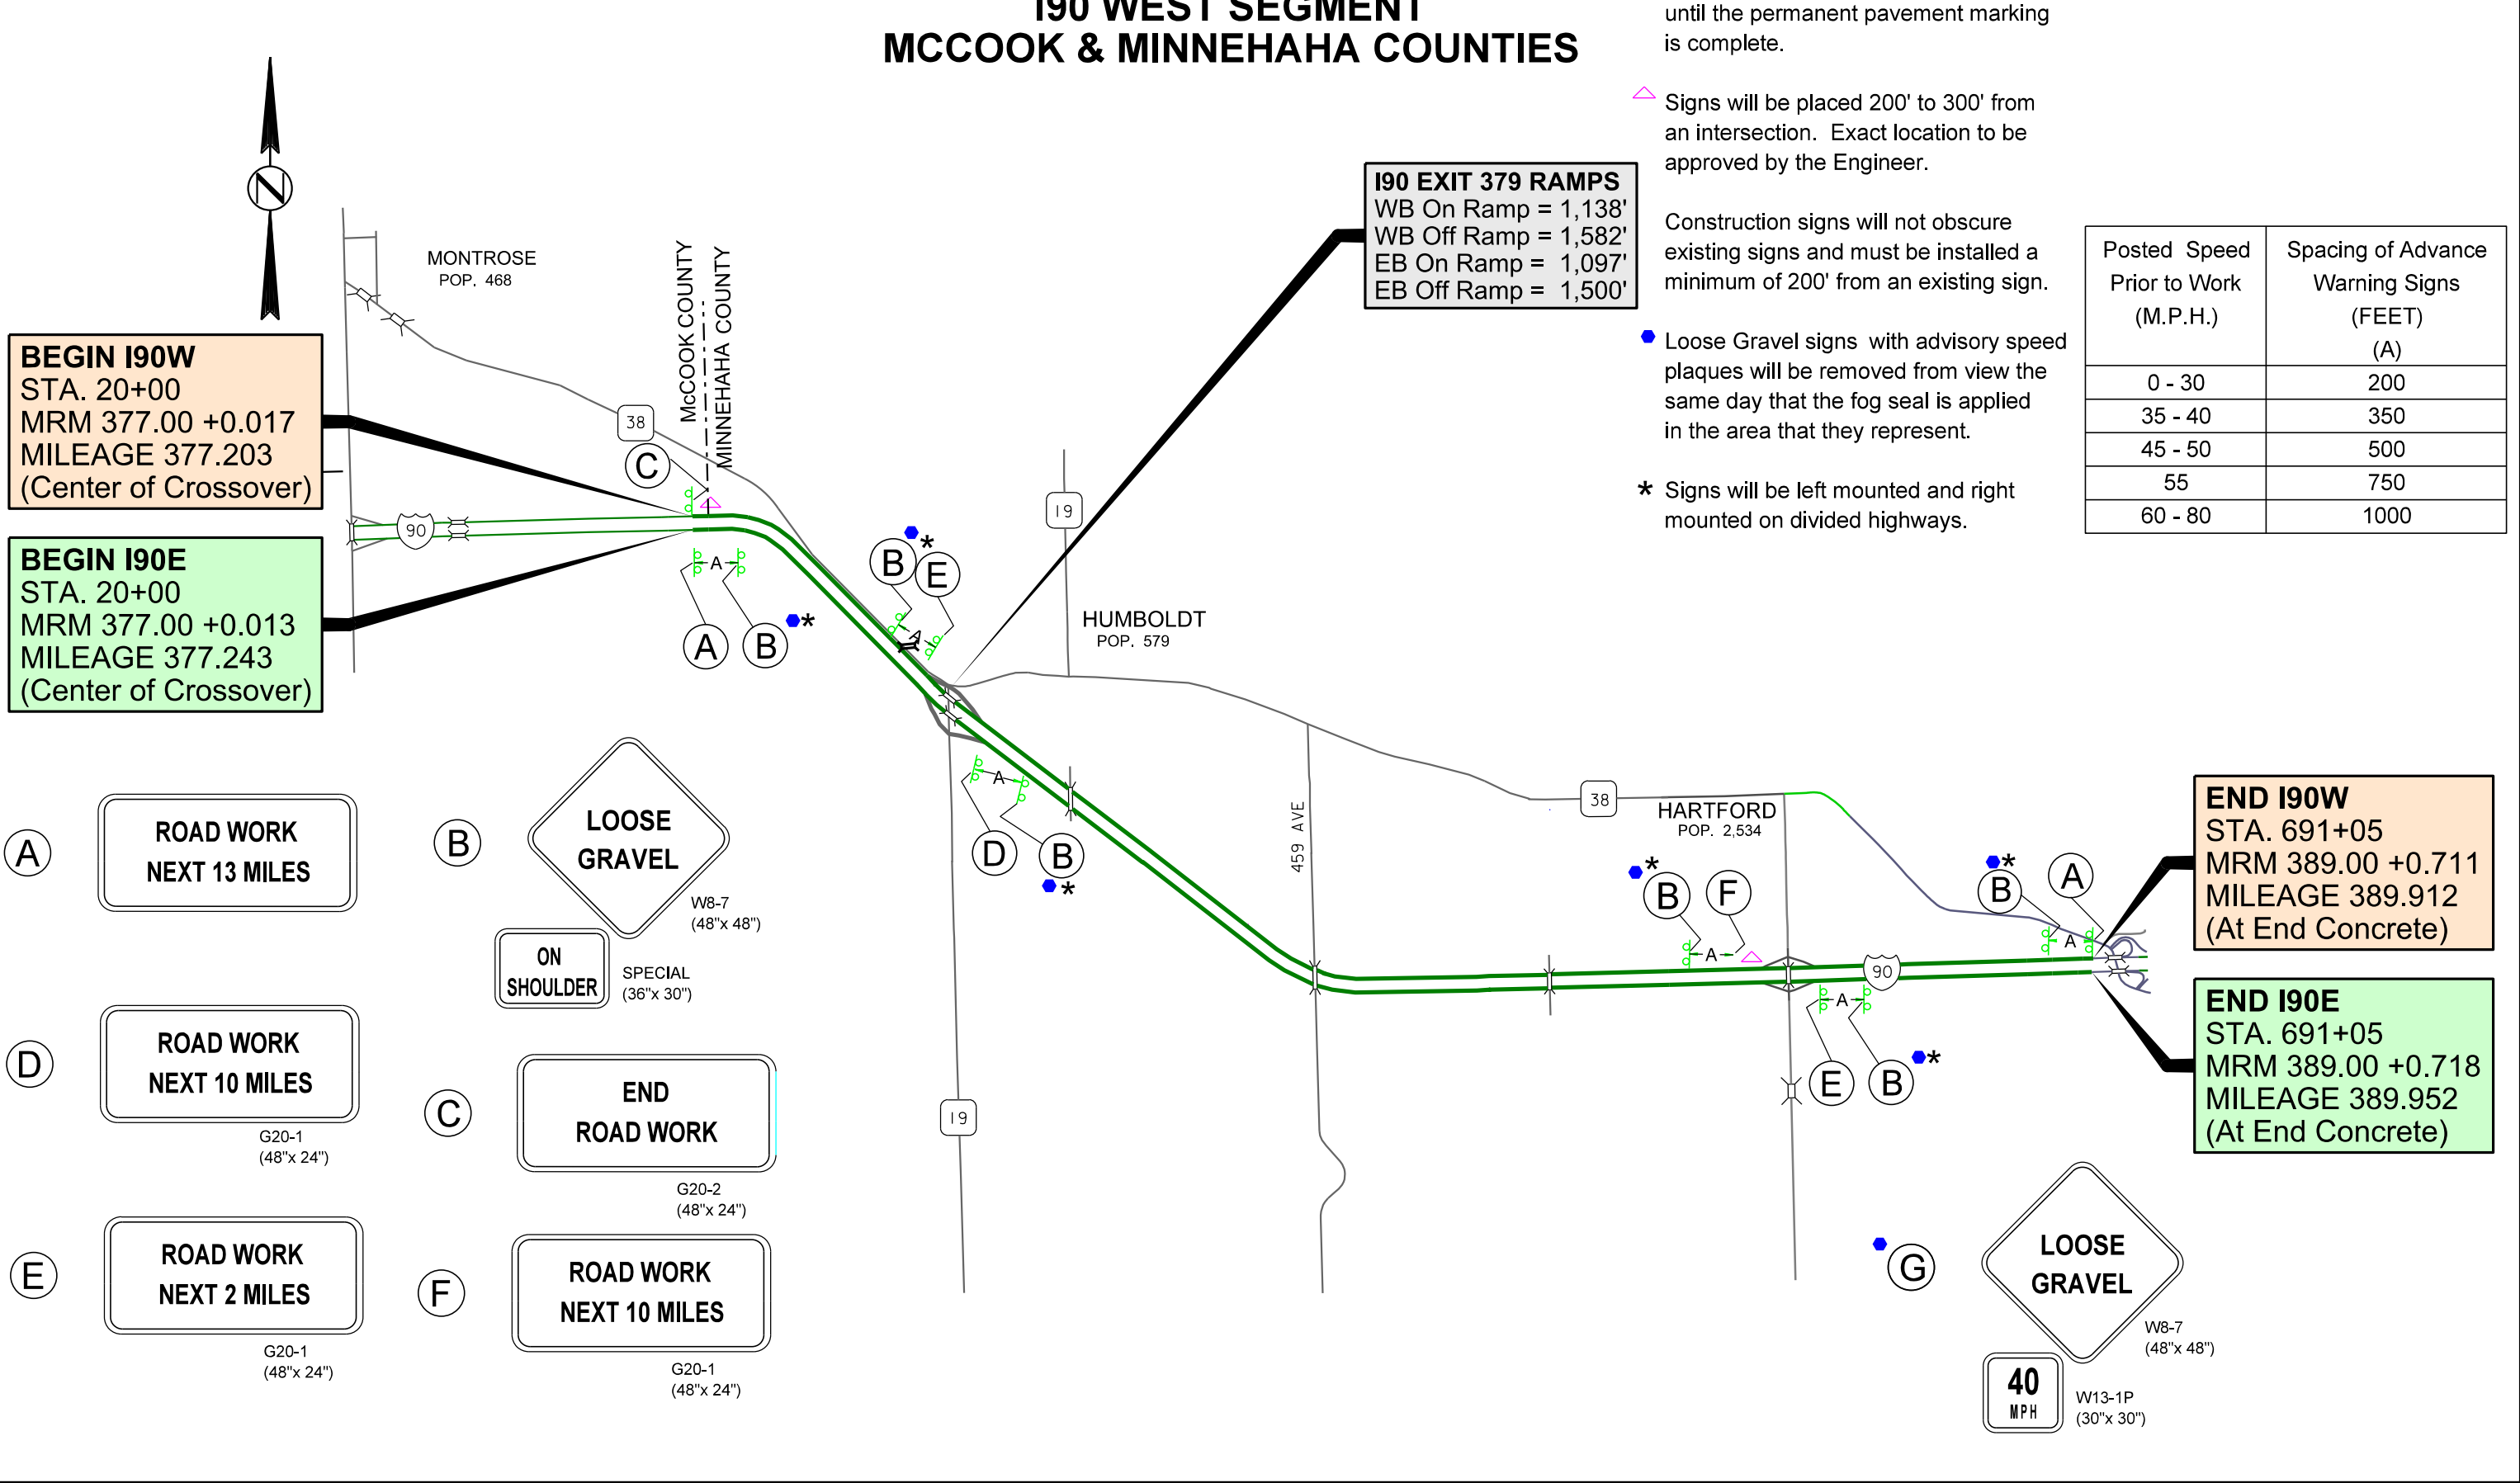 I90 WEST SEGMENT
MCCOOK & MINNEHAHA COUNTIES
until the permanent pavement marking
is complete.
Signs will be placed 200' to 300' from
an intersection. Exact location to be
approved by the Engineer.
Construction signs will not obscure
existing signs and must be installed a
minimum of 200' from an existing sign.
Loose Gravel signs with advisory speed
plaques will be removed from view the
same day that the fog seal is applied
in the area that they represent.
* Signs will be left mounted and right
mounted on divided highways.
Posted Speed
Prior to Work
(M.P.H.)
Spacing of Advance
Warning Signs
(FEET)
(A)
0 - 30 200
35 - 40 350
45 - 50 500
55 750
60 - 80 1000
I90 EXIT 379 RAMPS
WB On Ramp = 1,138'
WB Off Ramp = 1,582'
EB On Ramp = 1,097'
EB Off Ramp = 1,500'
N
MONTROSE
POP. 468
McCOOK COUNTY
MINNEHAHA COUNTY
BEGIN I90W
STA. 20+00
MRM 377.00 +0.017
MILEAGE 377.203
(Center of Crossover)
BEGIN I90E
STA. 20+00
MRM 377.00 +0.013
MILEAGE 377.243
(Center of Crossover)
38
C
90
A
A
B
*
B
*
E
A
19
HUMBOLDT
POP. 579
A
D
B
*
459 AVE
38
HARTFORD
POP. 2,534
*
B
F
A
90
*
B
A
A
A
E
B
*
19
END I90W
STA. 691+05
MRM 389.00 +0.711
MILEAGE 389.912
(At End Concrete)
END I90E
STA. 691+05
MRM 389.00 +0.718
MILEAGE 389.952
(At End Concrete)
A
ROAD WORK
NEXT 13 MILES
B
LOOSE
GRAVEL
W8-7
(48"x 48")
ON
SHOULDER
SPECIAL
(36"x 30")
D
ROAD WORK
NEXT 10 MILES
G20-1
(48"x 24")
C
END
ROAD WORK
G20-2
(48"x 24")
E
ROAD WORK
NEXT 2 MILES
G20-1
(48"x 24")
F
ROAD WORK
NEXT 10 MILES
G20-1
(48"x 24")
G
LOOSE
GRAVEL
W8-7
(48"x 48")
40
MPH
W13-1P
(30"x 30")